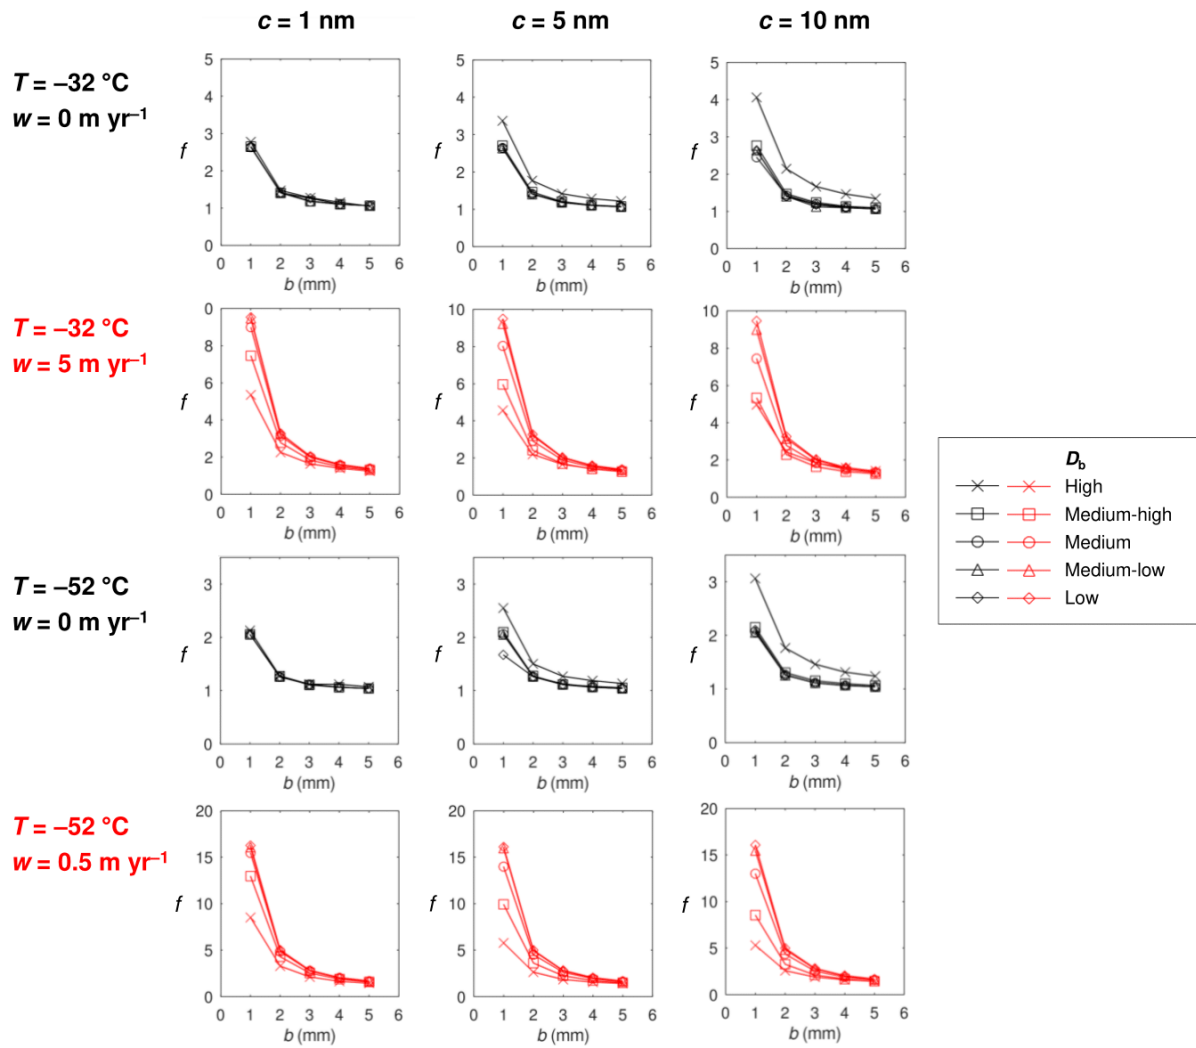 c = 1 nm
c = 5 nm
c = 10 nm
T = –32 °C
w = 0 m yr–1
f
5
4
3
2
1
0
0 1 2 3 4 5 6
b (mm)
f
5
4
3
2
1
0
0 1 2 3 4 5 6
b (mm)
f
5
4
3
2
1
0
0 1 2 3 4 5 6
b (mm)
T = –32 °C
w = 5 m yr–1
f
0
8
6
4
2
0
0 1 2 3 4 5 6
b (mm)
f
10
8
6
4
2
0
0 1 2 3 4 5 6
b (mm)
f
10
8
6
4
2
0
0 1 2 3 4 5 6
b (mm)
T = –52 °C
w = 0 m yr–1
f
3
2
1
0
0 1 2 3 4 5 6
b (mm)
f
3
2
1
0
0 1 2 3 4 5 6
b (mm)
f
3
2
1
0
0 1 2 3 4 5 6
b (mm)
T = –52 °C
w = 0.5 m yr–1
f
20
15
10
5
0
0 1 2 3 4 5 6
b (mm)
f
20
15
10
5
0
0 1 2 3 4 5 6
b (mm)
f
20
15
10
5
0
0 1 2 3 4 5 6
b (mm)
Db
High
Medium-high
Medium
Medium-low
Low